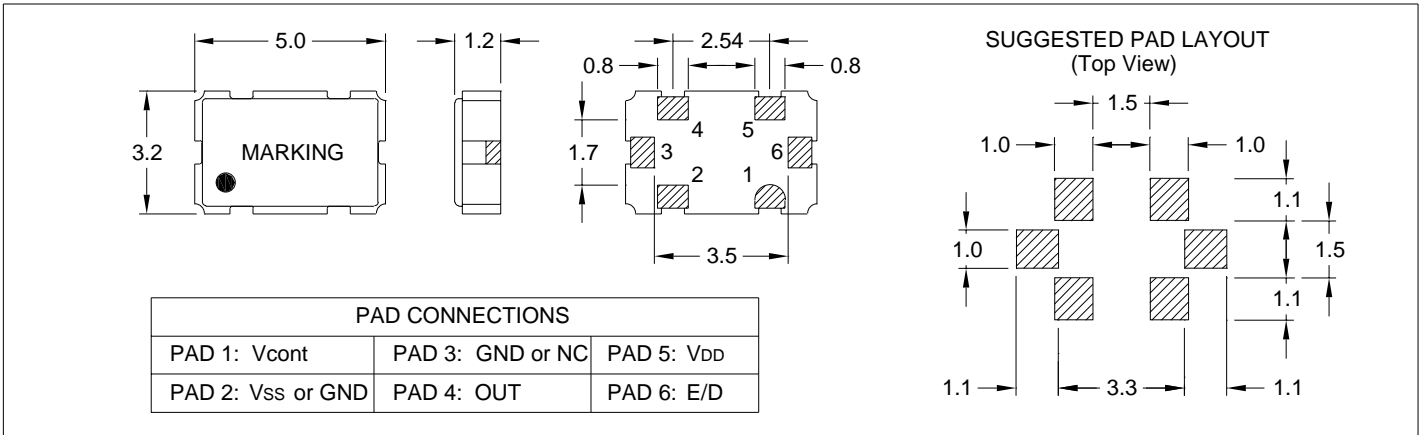 5.0
1.2
2.54
0.8
0.8
3.2
MARKING
1.7
4
5
3
6
2
1
3.5
SUGGESTED PAD LAYOUT
(Top View)
1.5
1.0
1.0
1.1
1.0
1.5
1.1
1.1
3.3
1.1
PAD CONNECTIONS
PAD 1: Vcont
PAD 3: GND or NC
PAD 5: VDD
PAD 2: Vss or GND
PAD 4: OUT
PAD 6: E/D